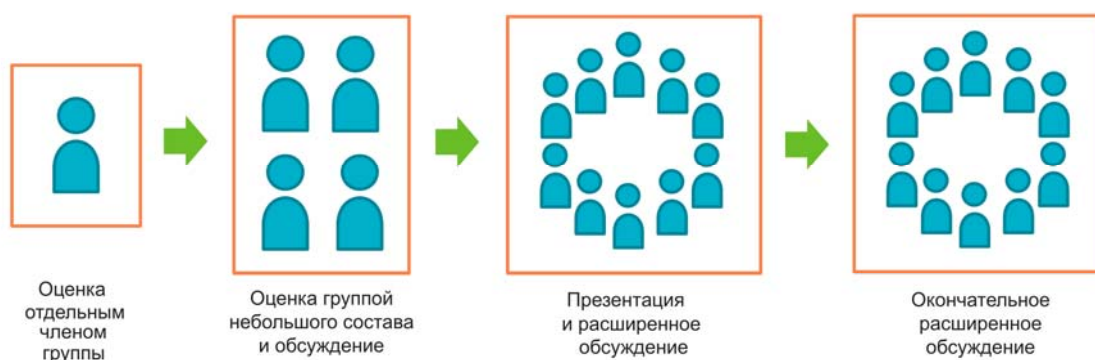 Оценка
отдельным
членом
группы
Оценка группой
небольшого состава
и обсуждение
Презентация
и расширенное
обсуждение
Окончательное
расширенное
обсуждение